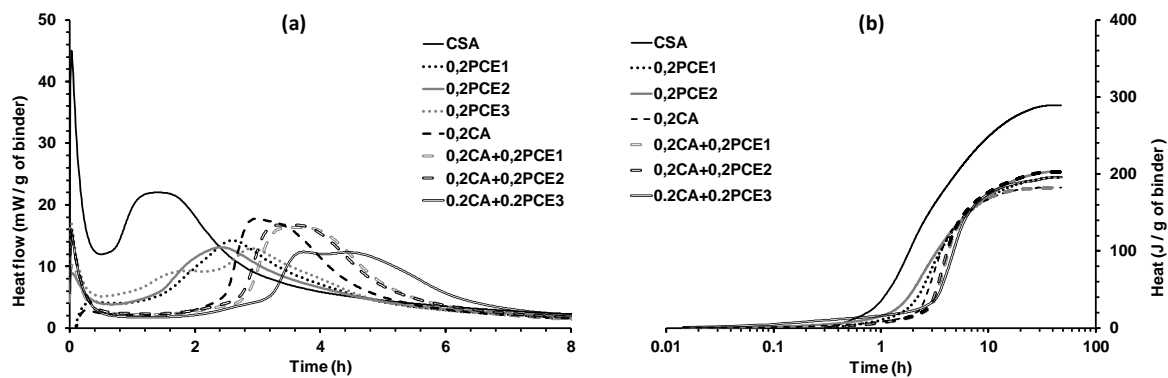 (a)
Heat flow (mW / g of binder)
50
40
30
20
10
0
0
2
4
6
8
Time (h)
CSA
0,2PCE1
0,2PCE2
0,2PCE3
0,2CA
0,2CA+0,2PCE1
0,2CA+0,2PCE2
0.2CA+0.2PCE3
(b)
CSA
0,2PCE1
0,2PCE2
0,2CA
0,2CA+0,2PCE1
0,2CA+0,2PCE2
0.2CA+0.2PCE3
400
300
200
100
0
Heat (J / g of binder )
0.01
0.1
1
10
100
Time (h)